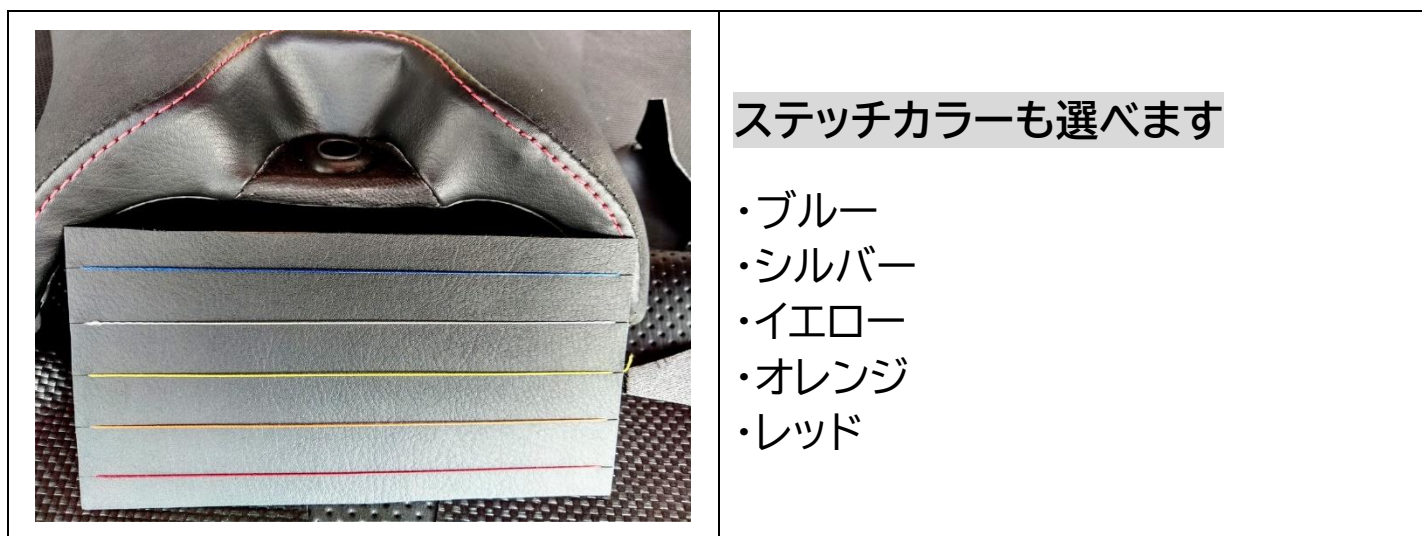 ステッチカラーも選べます
・ブルー
・シルバー
・イエロー
・オレンジ
・レッド